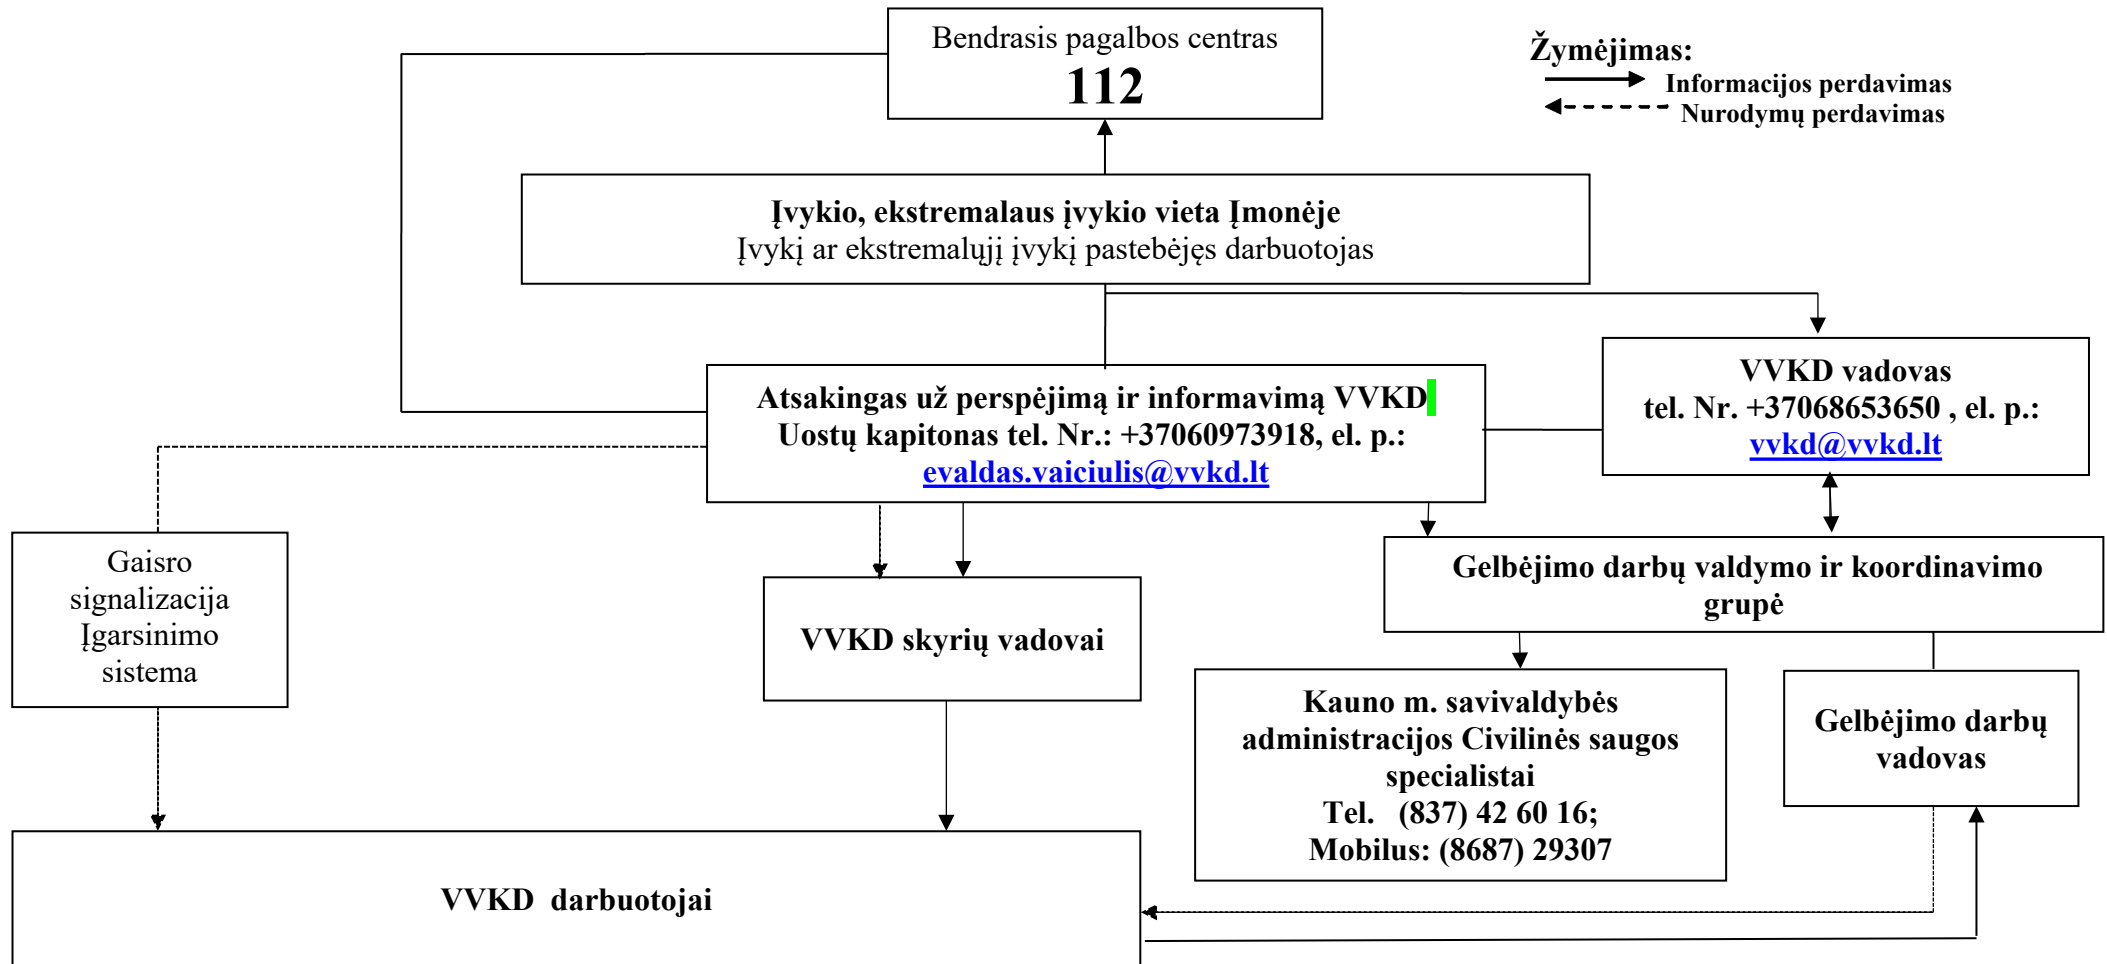 Bendrasis pagalbos centras
112
Žymėjimas:
Informacijos perdavimas
Nurodymų perdavimas
Įvykio, ekstremalaus įvykio vieta Įmonėje
Įvykį ar ekstremalųjį įvykį pastebėjęs darbuotojas
Atsakingas už perspėjimą ir informavimą VVKD
Uostų kapitonas tel. Nr.: +37060973918, el. p.:
evaldas.vaiciulis@vvkd.lt
VVKD vadovas
tel. Nr. +37068653650 , el. p.:
vvkd@vvkd.lt
Gaisro
signalizacija
Įgarsinimo
sistema
VVKD skyrių vadovai
Gelbėjimo darbų valdymo ir koordinavimo
grupė
Kauno m. savivaldybės
administracijos Civilinės saugos
specialistai
Tel. (837) 42 60 16;
Mobilus: (8687) 29307
Gelbėjimo darbų
vadovas
VVKD darbuotojai